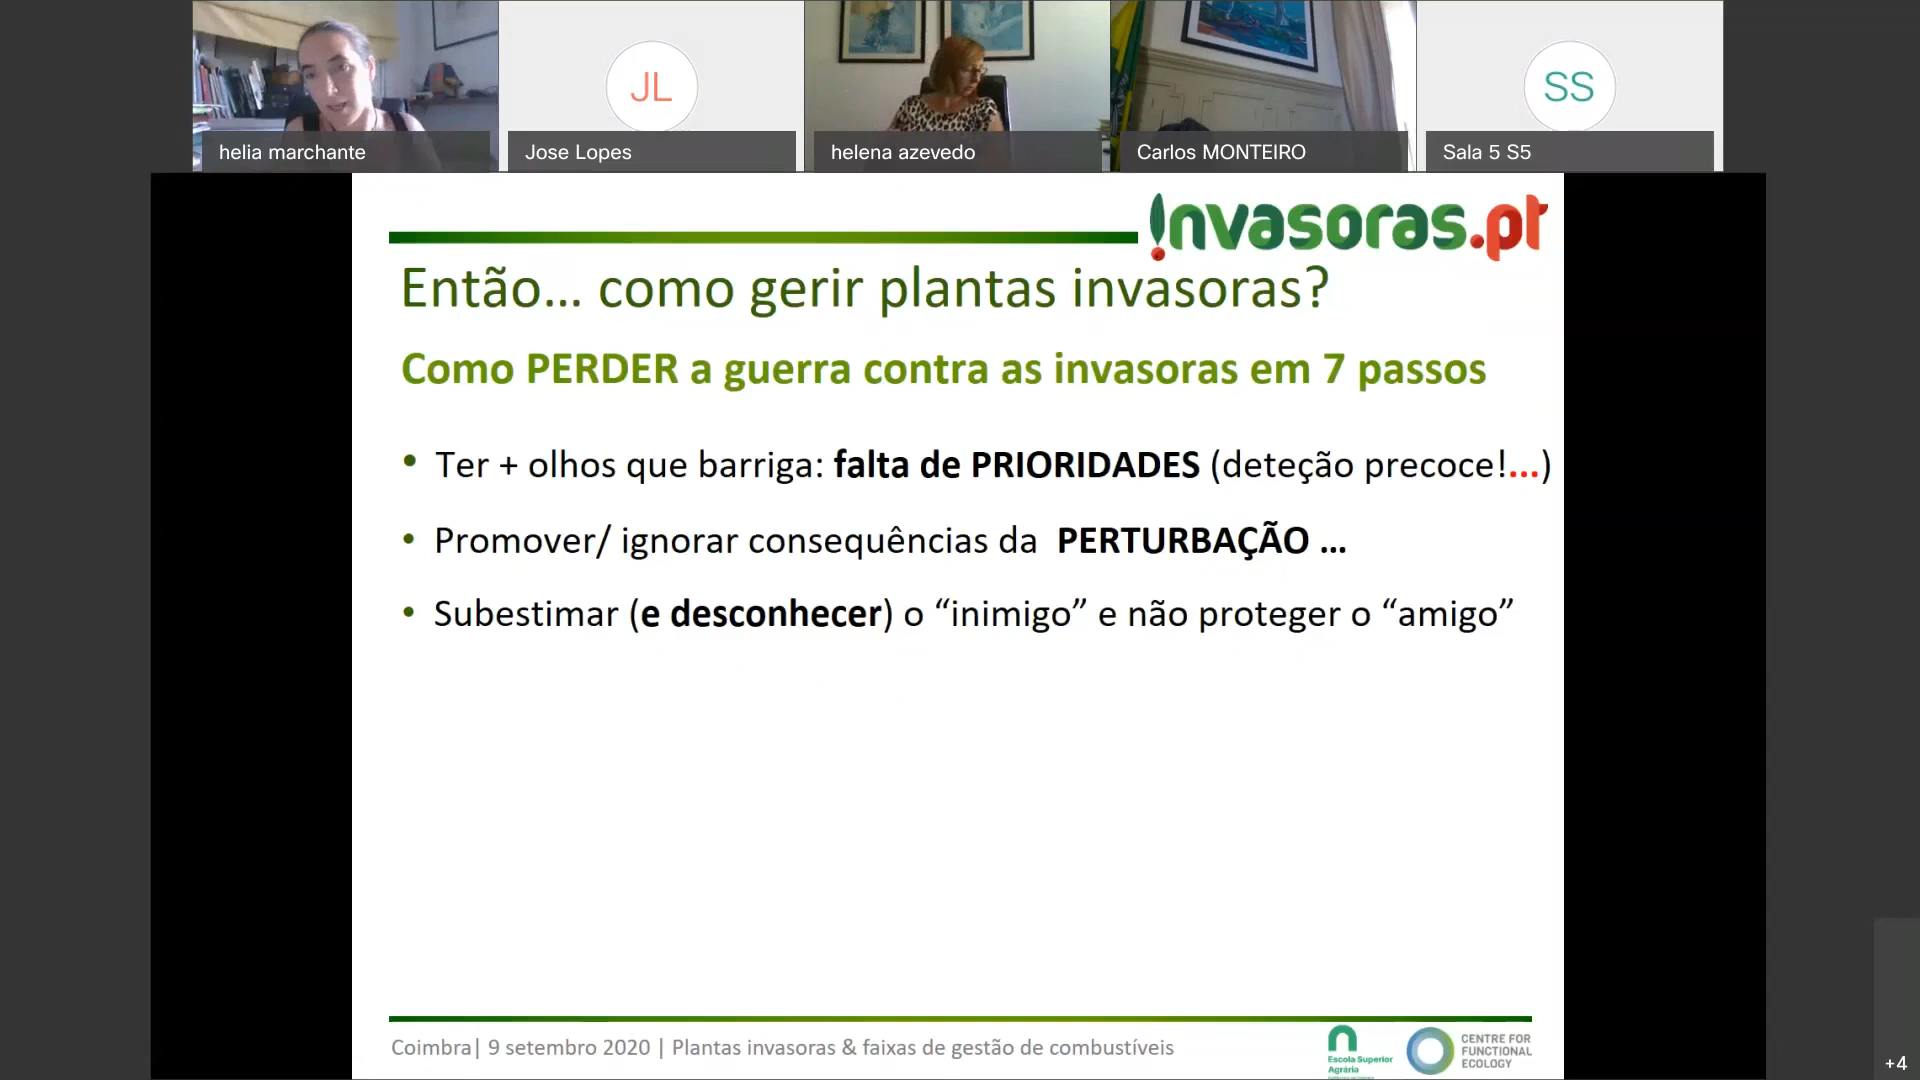 JL
SS
helia marchante
Jose Lopes
helena azevedo
Carlos MONTEIRO
Sala 5 S5
invasoras.pt
Então... como gerir plantas invasoras?
Como PERDER a guerra contra as invasoras em 7 passos
• Ter + olhos que barriga: falta de PRIORIDADES (deteção precoce!...)
• Promover/ ignorar consequências da PERTURBAÇÃO ...
• Subestimar (e desconhecer) o “inimigo” e não proteger o “amigo”
Coimbra| 9 setembro 2020 | Plantas invasoras & faixas de gestão de combustíveis
Escola Superior
Agrária
CENTRE FOR
FUNCTIONAL
ECOLOGY
+4